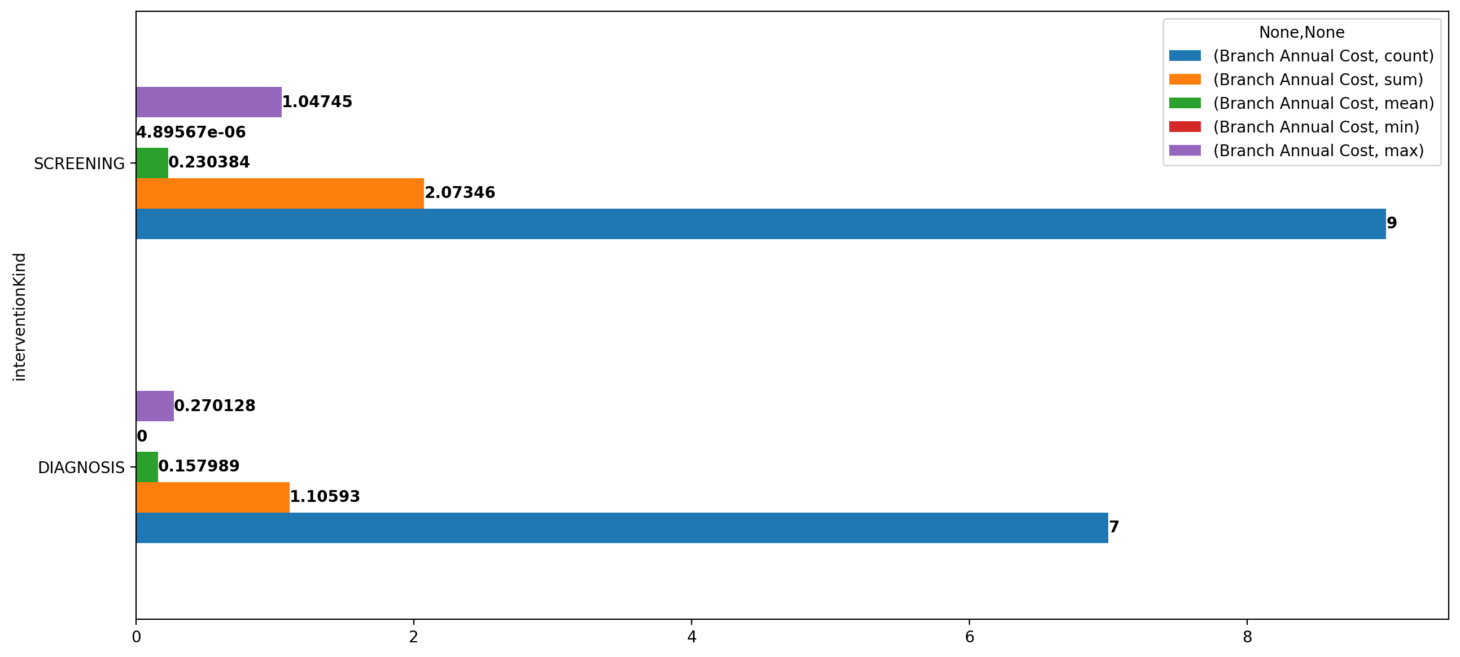 None,None
(Branch Annual Cost, count)
(Branch Annual Cost, sum)
(Branch Annual Cost, mean)
(Branch Annual Cost, min)
(Branch Annual Cost, max)
1.04745
4.89567e-06
SCREENING
0.230384
2.07346
9
interventionKind
0.270128
0
DIAGNOSIS
0.157989
1.10593
7
0 2 4 6 8